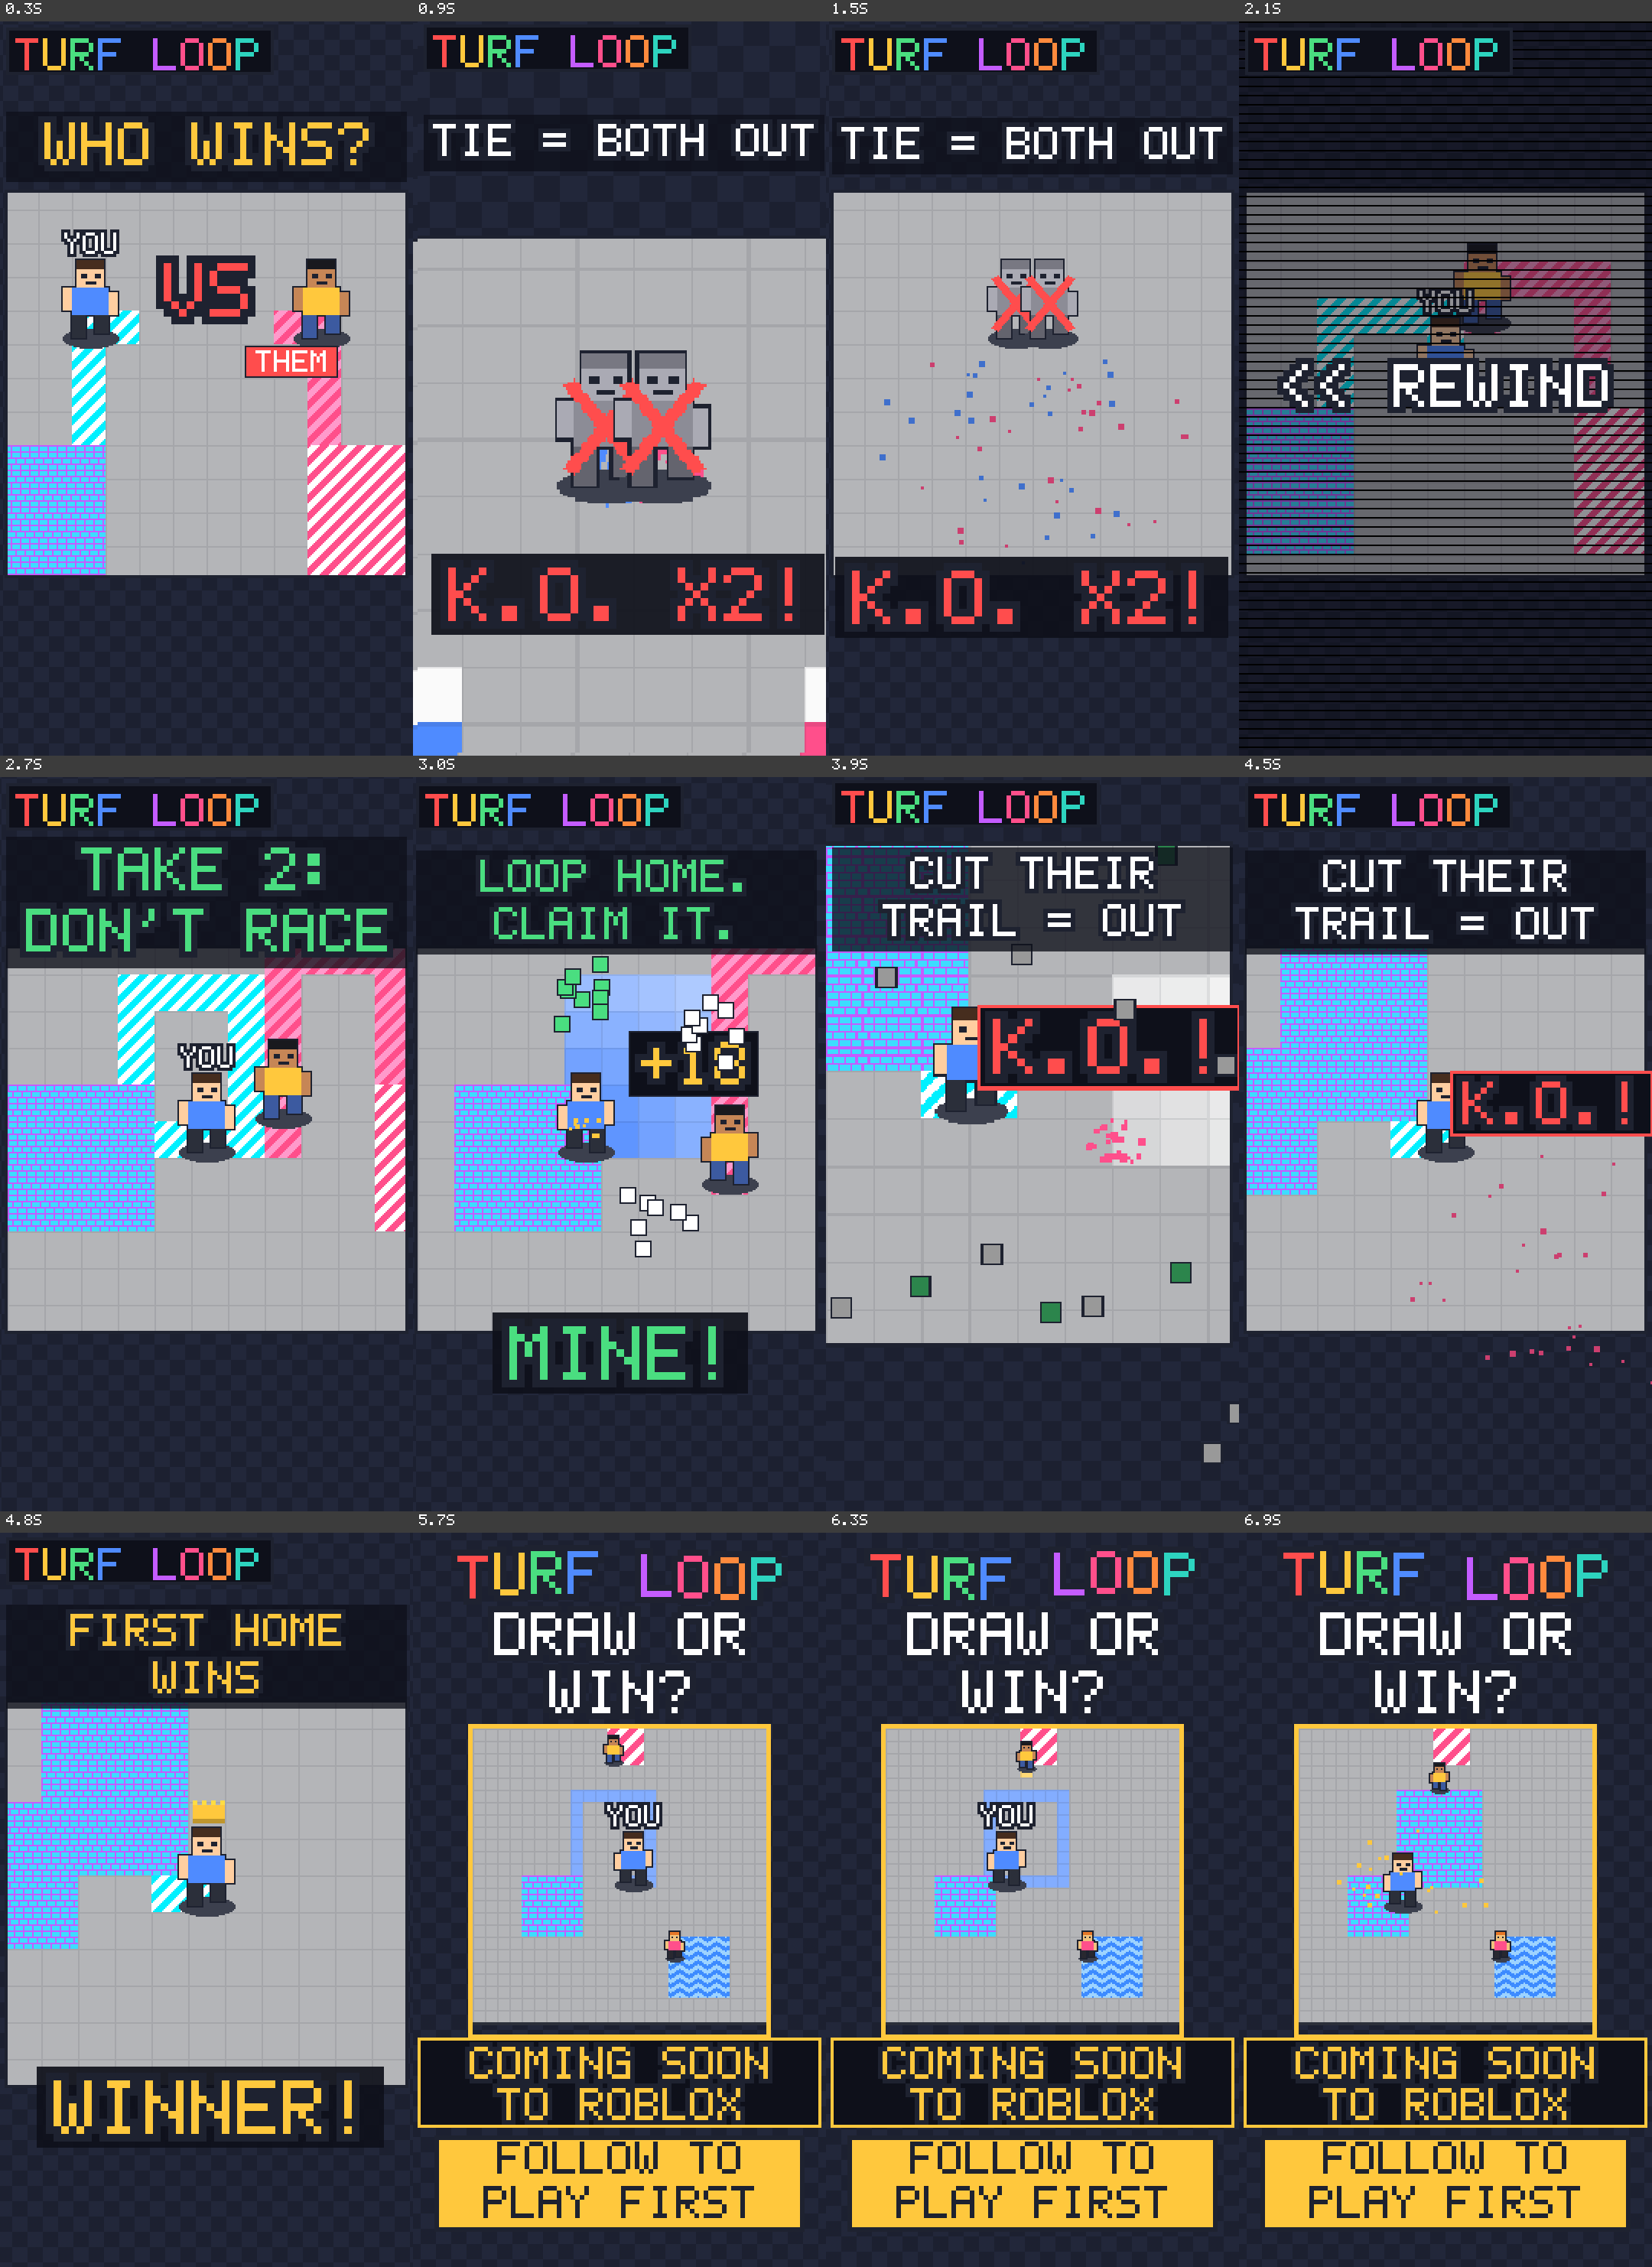 0.3S
TURF LOOP
WHO WINS?
YOU
VS
THEM
0.9S
TURF LOOP
TIE = BOTH OUT
K.O. X2!
1.5S
TURF LOOP
TIE = BOTH OUT
K.O. X2!
2.1S
TURF LOOP
YOU
<< REWIND
2.7S
TURF LOOP
TAKE 2:
DON'T RACE
YOU
3.0S
TURF LOOP
LOOP HOME.
CLAIM IT.
+18
MINE!
3.9S
TURF LOOP
CUT THEIR
TRAIL = OUT
K.O.!
4.5S
TURF LOOP
CUT THEIR
TRAIL = OUT
K.O.!
4.8S
TURF LOOP
FIRST HOME
WINS
WINNER!
5.7S
TURF LOOP
DRAW OR
WIN?
YOU
COMING SOON
TO ROBLOX
FOLLOW TO
PLAY FIRST
6.3S
TURF LOOP
DRAW OR
WIN?
YOU
COMING SOON
TO ROBLOX
FOLLOW TO
PLAY FIRST
6.9S
TURF LOOP
DRAW OR
WIN?
COMING SOON
TO ROBLOX
FOLLOW TO
PLAY FIRST